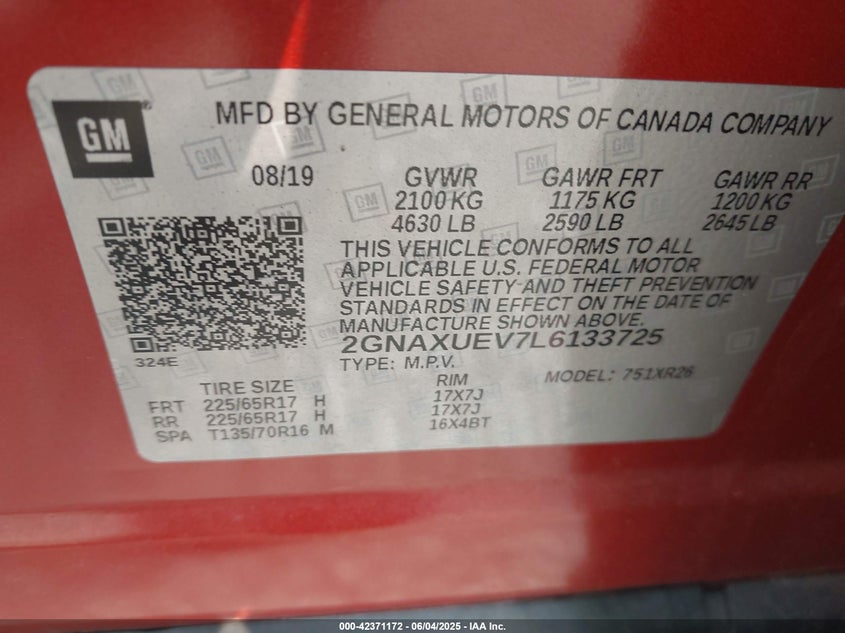 GM
MFD BY GENERAL MOTORS OF CANADA COMPANY
08/19 GVWR GAWR FRT GAWR RR
2100 KG 1175 KG 1200 KG
4630 LB 2590 LB 2645 LB
THIS VEHICLE CONFORMS TO ALL
APPLICABLE U.S. FEDERAL MOTOR
VEHICLE SAFETY AND THEFT PREVENTION
STANDARDS IN EFFECT ON THE DATE OF
MANUFACTURE SHOWN ABOVE.
2GNAXUEV7L6133725
324E
TYPE: M.P.V. MODEL: 751XR26
TIRE SIZE RIM
FRT 225/65R17 H 17X7J
RR 225/65R17 H 17X7J
SPA T135/70R16 M 16X4BT
000-42371172 | 06/04/2025 - IAA Inc.